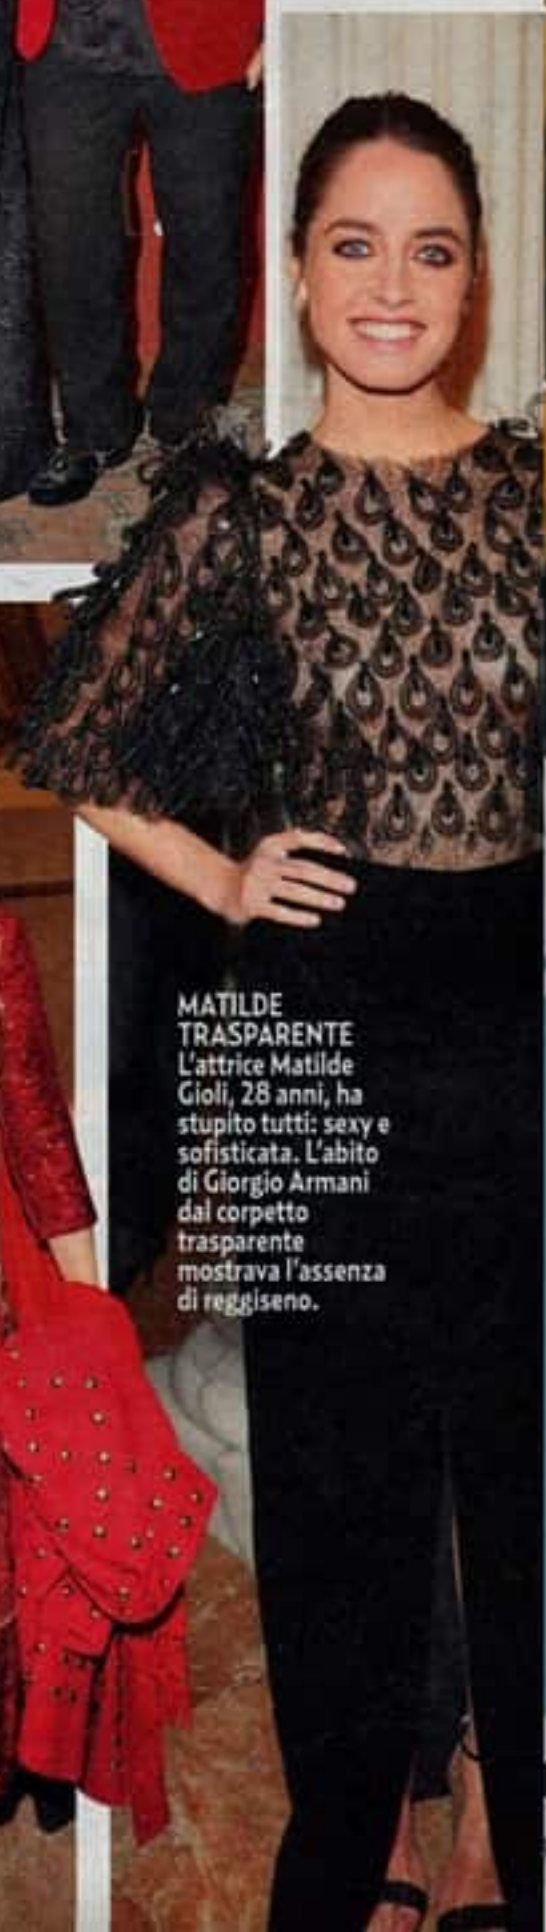 MATILDE
TRASPARENTE
L'attrice Matilde
Gioli, 28 anni, ha
stupito tutti: sexy e
sofisticata. L'abito
di Giorgio Armani
dal corpetto
trasparente
mostrava l'assenza
di reggiseno.